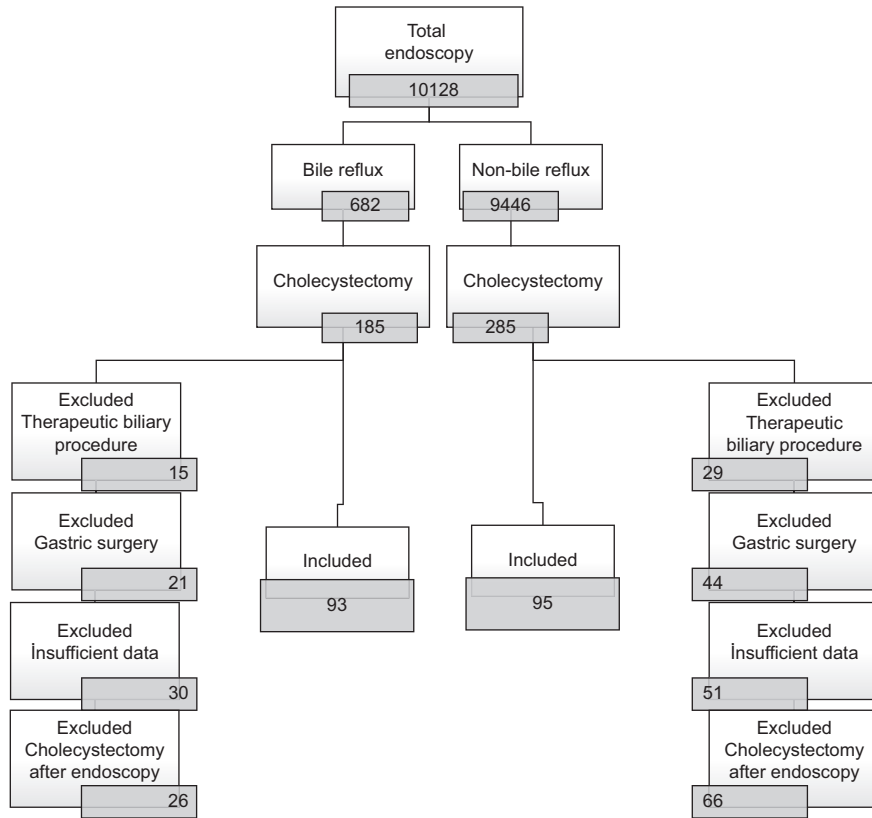 Total
endoscopy
10128
Bile reflux
682
Non-bile reflux
9446
Cholecystectomy
185
Cholecystectomy
285
Excluded
Therapeutic biliary
procedure
15
Excluded
Gastric surgery
21
Excluded
İnsufficient data
30
Excluded
Cholecystectomy
after endoscopy
26
Included
93
Included
95
Excluded
Therapeutic
biliary procedure
29
Excluded
Gastric surgery
44
Excluded
İnsufficient data
51
Excluded
Cholecystectomy
after endoscopy
66